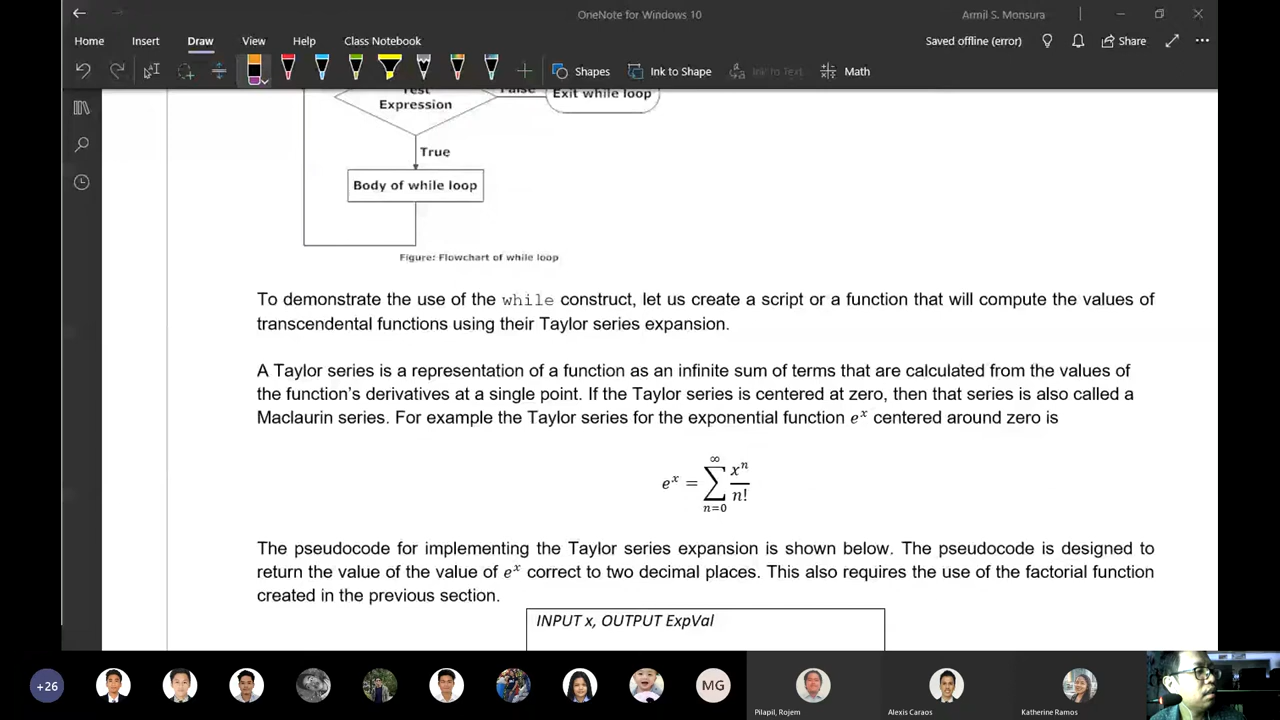 OneNote for Windows 10
Armil S. Monsura
Home Insert Draw View Help Class Notebook
Saved offline (error)
Share
Shapes
Ink to Shape
Ink to Text
Math
Test
Expression
False
Exit while loop
True
Body of while loop
Figure: Flowchart of while loop
To demonstrate the use of the while construct, let us create a script or a function that will compute the values of
transcendental functions using their Taylor series expansion.
A Taylor series is a representation of a function as an infinite sum of terms that are calculated from the values of
the function's derivatives at a single point. If the Taylor series is centered at zero, then that series is also called a
Maclaurin series. For example the Taylor series for the exponential function eˣ centered around zero is
eˣ = ∑_{n=0}^{∞} xⁿ/n!
The pseudocode for implementing the Taylor series expansion is shown below. The pseudocode is designed to
return the value of the value of eˣ correct to two decimal places. This also requires the use of the factorial function
created in the previous section.
INPUT x, OUTPUT ExpVal
+26
MG
Pilapil, Rojem
Alexis Caraos
Katherine Ramos